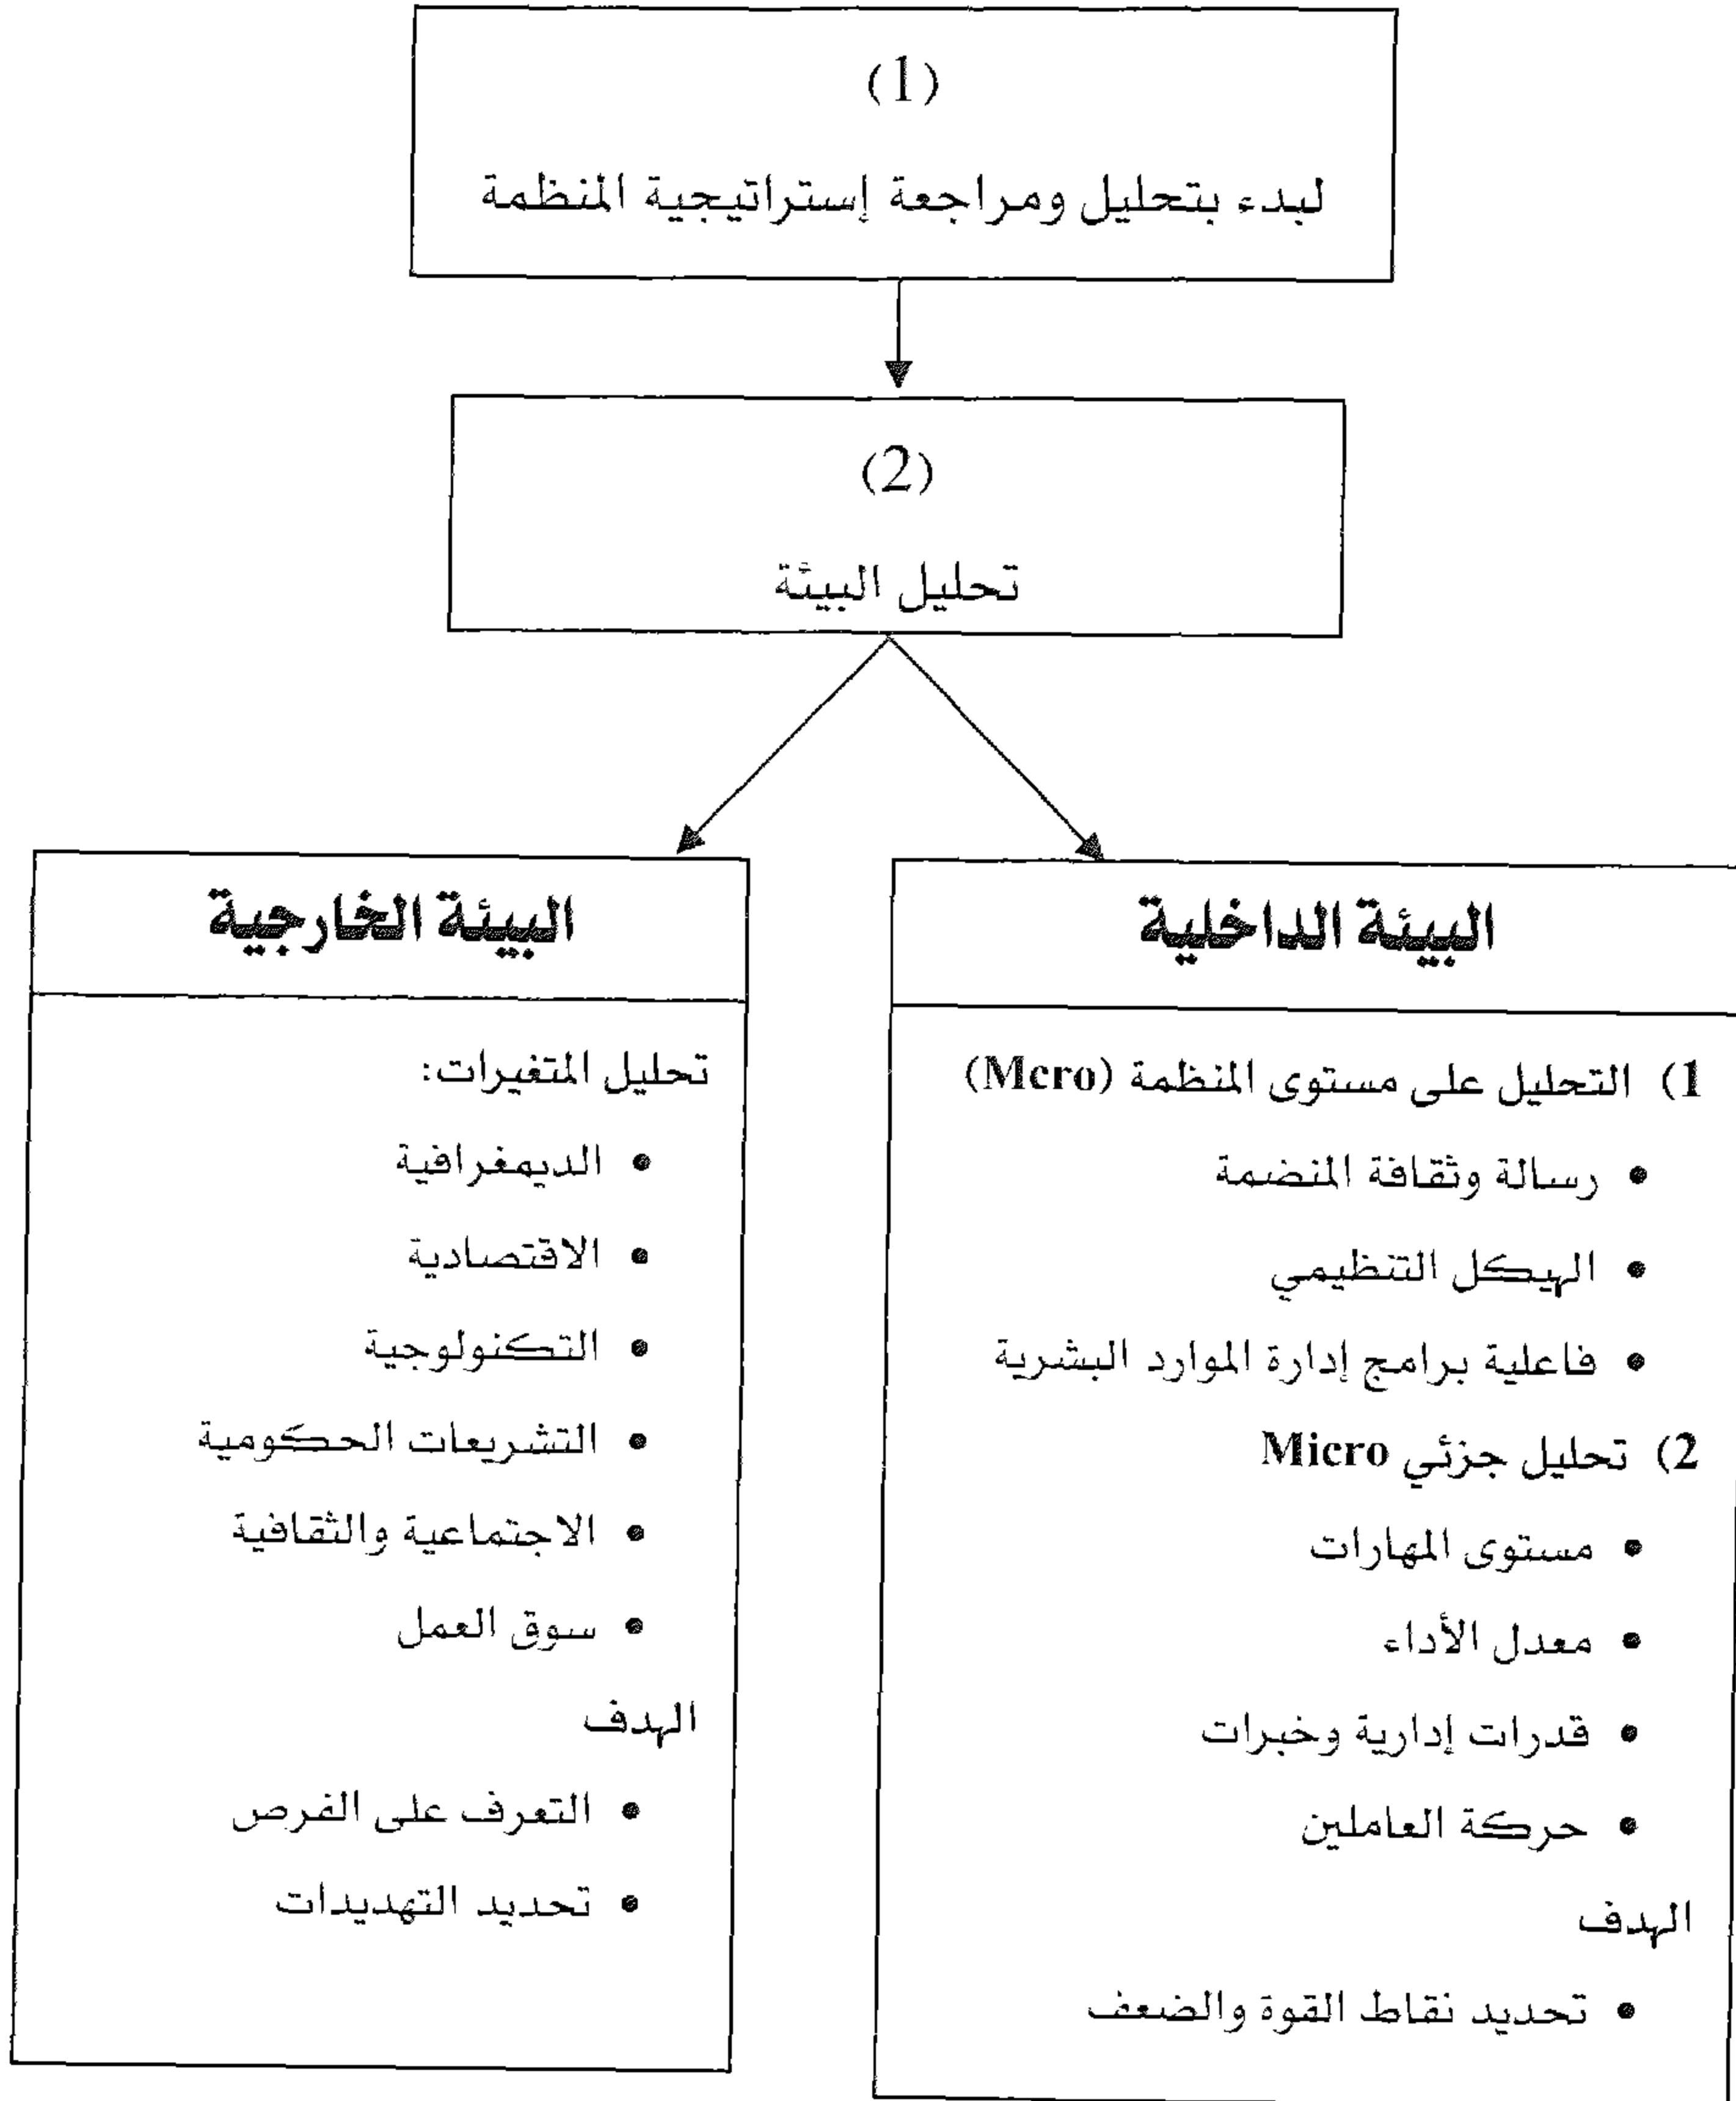 (1)
لبدء بتحليل ومراجعة إستراتيجية المنظمة
(2)
تحليل البيئة
البيئة الداخلية
1) التحليل على مستوى المنظمة (Mcro)
• رسالة وثقافة المنضمة
• الهيكل التنظيمي
• فاعلية برامج إدارة الموارد البشرية
2) تحليل جزئي Micro
• مستوى المهارات
• معدل الأداء
• قدرات إدارية وخبرات
• حركة العاملين
الهدف
• تحديد نقاط القوة والضعف
البيئة الخارجية
تحليل المتغيرات:
• الديمغرافية
• الاقتصادية
• التكنولوجية
• التشريعات الحكومية
• الاجتماعية والثقافية
• سوق العمل
الهدف
• التعرف على الفرص
• تحديد التهديدات